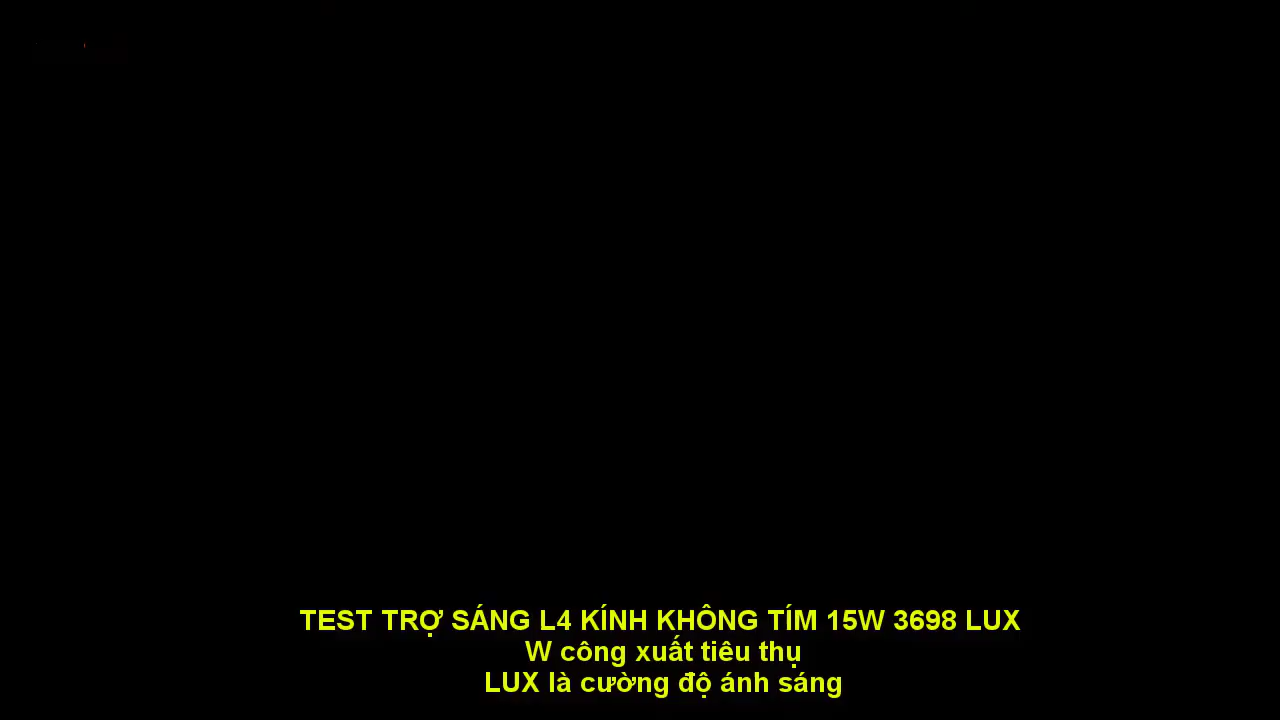 TEST TRỢ SÁNG L4 KÍNH KHÔNG TÍM 15W 3698 LUX
W công xuất tiêu thụ
LUX là cường độ ánh sáng